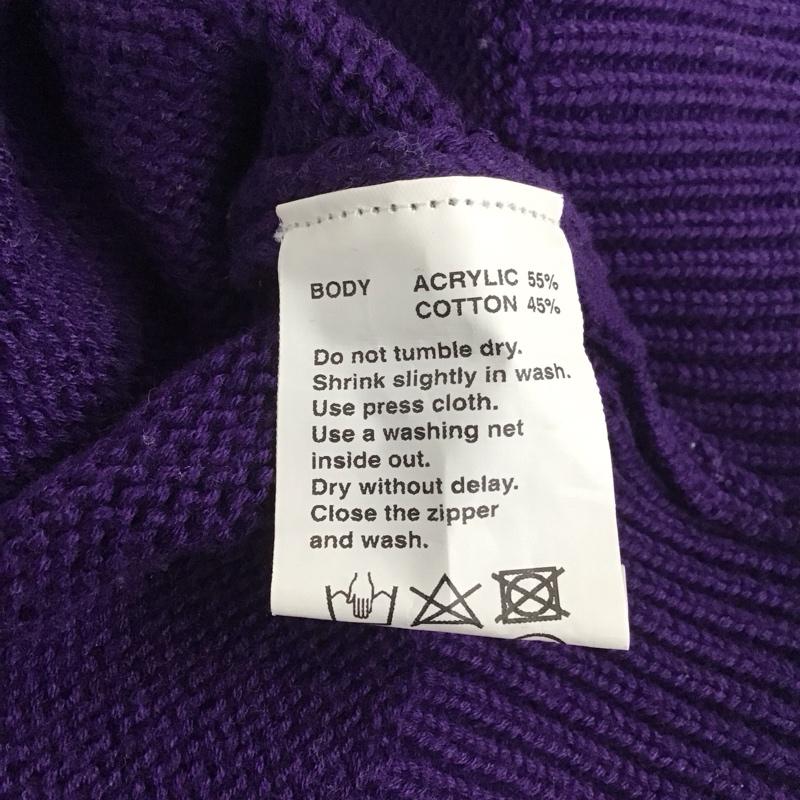 BODY ACRYLIC 55%
COTTON 45%
Do not tumble dry.
Shrink slightly in wash.
Use press cloth.
Use a washing net
inside out.
Dry without delay.
Close the zipper
and wash.